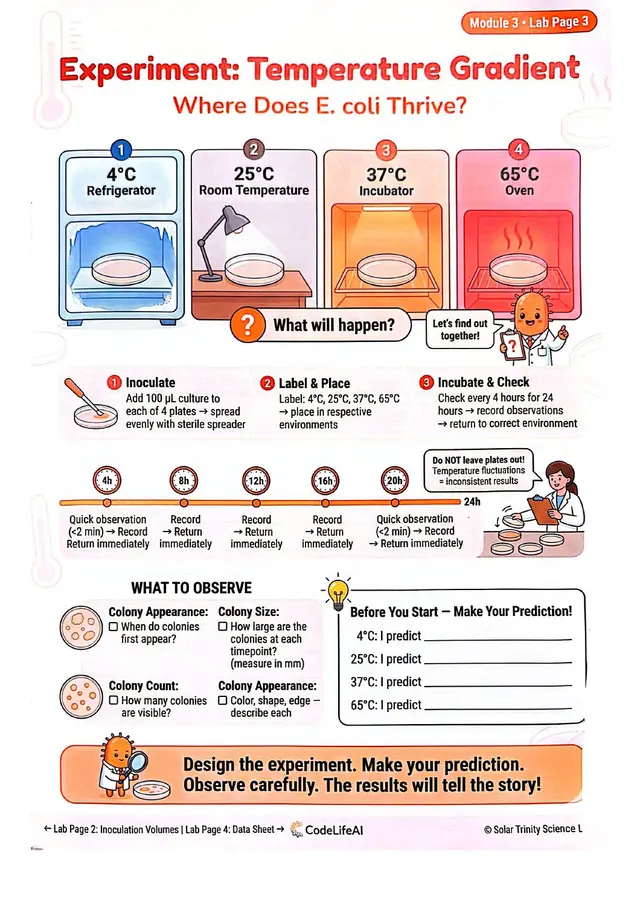 Module 3 • Lab Page 3
Experiment: Temperature Gradient
Where Does E. coli Thrive?
1
4°C
Refrigerator
2
25°C
Room Temperature
3
37°C
Incubator
4
65°C
Oven
? What will happen?
Let's find out
together!
?
1 Inoculate
Add 100 µL culture to
each of 4 plates → spread
evenly with sterile spreader
2 Label & Place
Label: 4°C, 25°C, 37°C, 65°C
→ place in respective
environments
3 Incubate & Check
Check every 4 hours for 24
hours → record observations
→ return to correct environment
Do NOT leave plates out!
Temperature fluctuations
= inconsistent results
4h
8h
12h
16h
20h
24h
Quick observation
(<2 min) → Record
Return immediately
Record
→ Return
immediately
Record
→ Return
immediately
Record
→ Return
immediately
Quick observation
(<2 min) → Record
→ Return immediately
WHAT TO OBSERVE
Colony Appearance:
☐ When do colonies
first appear?
Colony Size:
☐ How large are the
colonies at each
timepoint?
(measure in mm)
Colony Count:
☐ How many colonies
are visible?
Colony Appearance:
☐ Color, shape, edge –
describe each
Before You Start — Make Your Prediction!
4°C: I predict
25°C: I predict
37°C: I predict
65°C: I predict
Design the experiment. Make your prediction.
Observe carefully. The results will tell the story!
← Lab Page 2: Inoculation Volumes | Lab Page 4: Data Sheet → CodeLifeAI
© Solar Trinity Science L